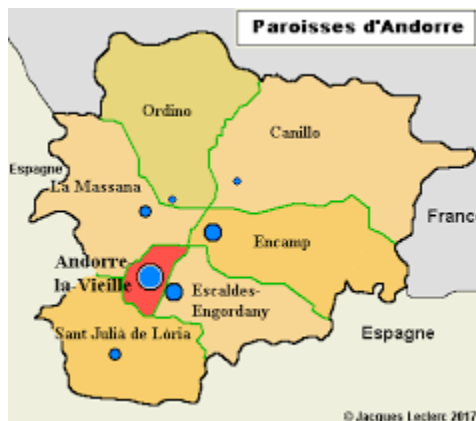 Paroisses d'Andorre
Ordino
Canillo
Espagne
La Massana
Franc
Encamp
Andorre
la-Vieille
Escaldes-
Engordany
Espagne
Sant Julià de Lòria
© Jacques Leclerc 2017